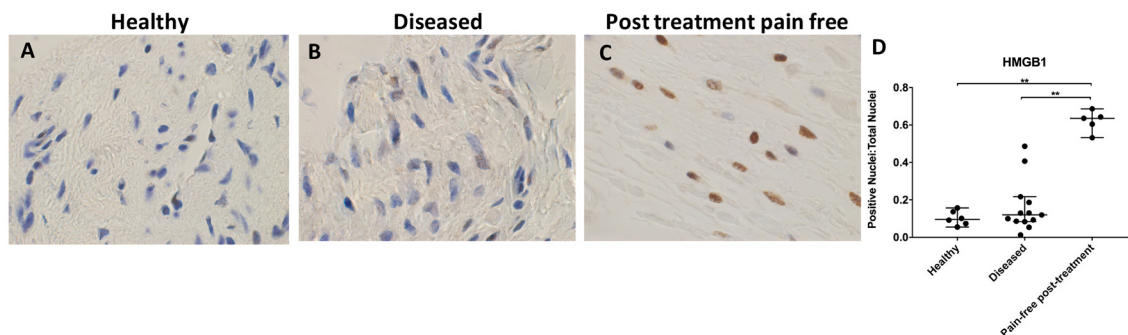 Healthy
Diseased
Post treatment pain free
A
B
C
D
HMGB1
**
**
Positive Nuclei:Total Nuclei
0.8
0.6
0.4
0.2
0.0
Healthy
Diseased
Pain-free post-treatment